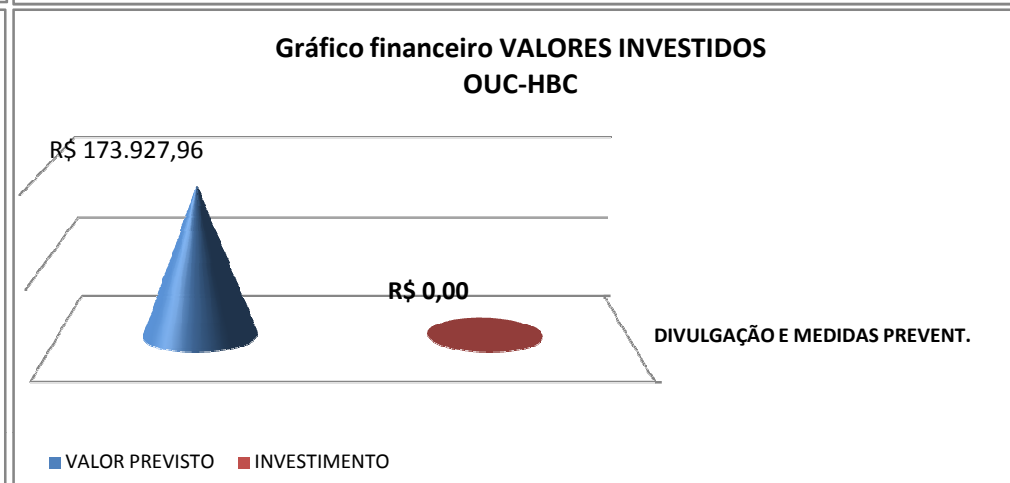 Gráfico financeiro VALORES INVESTIDOS
OUC-HBC
R$ 173.927,96
R$ 0,00
DIVULGAÇÃO E MEDIDAS PREVENT.
VALOR PREVISTO INVESTIMENTO